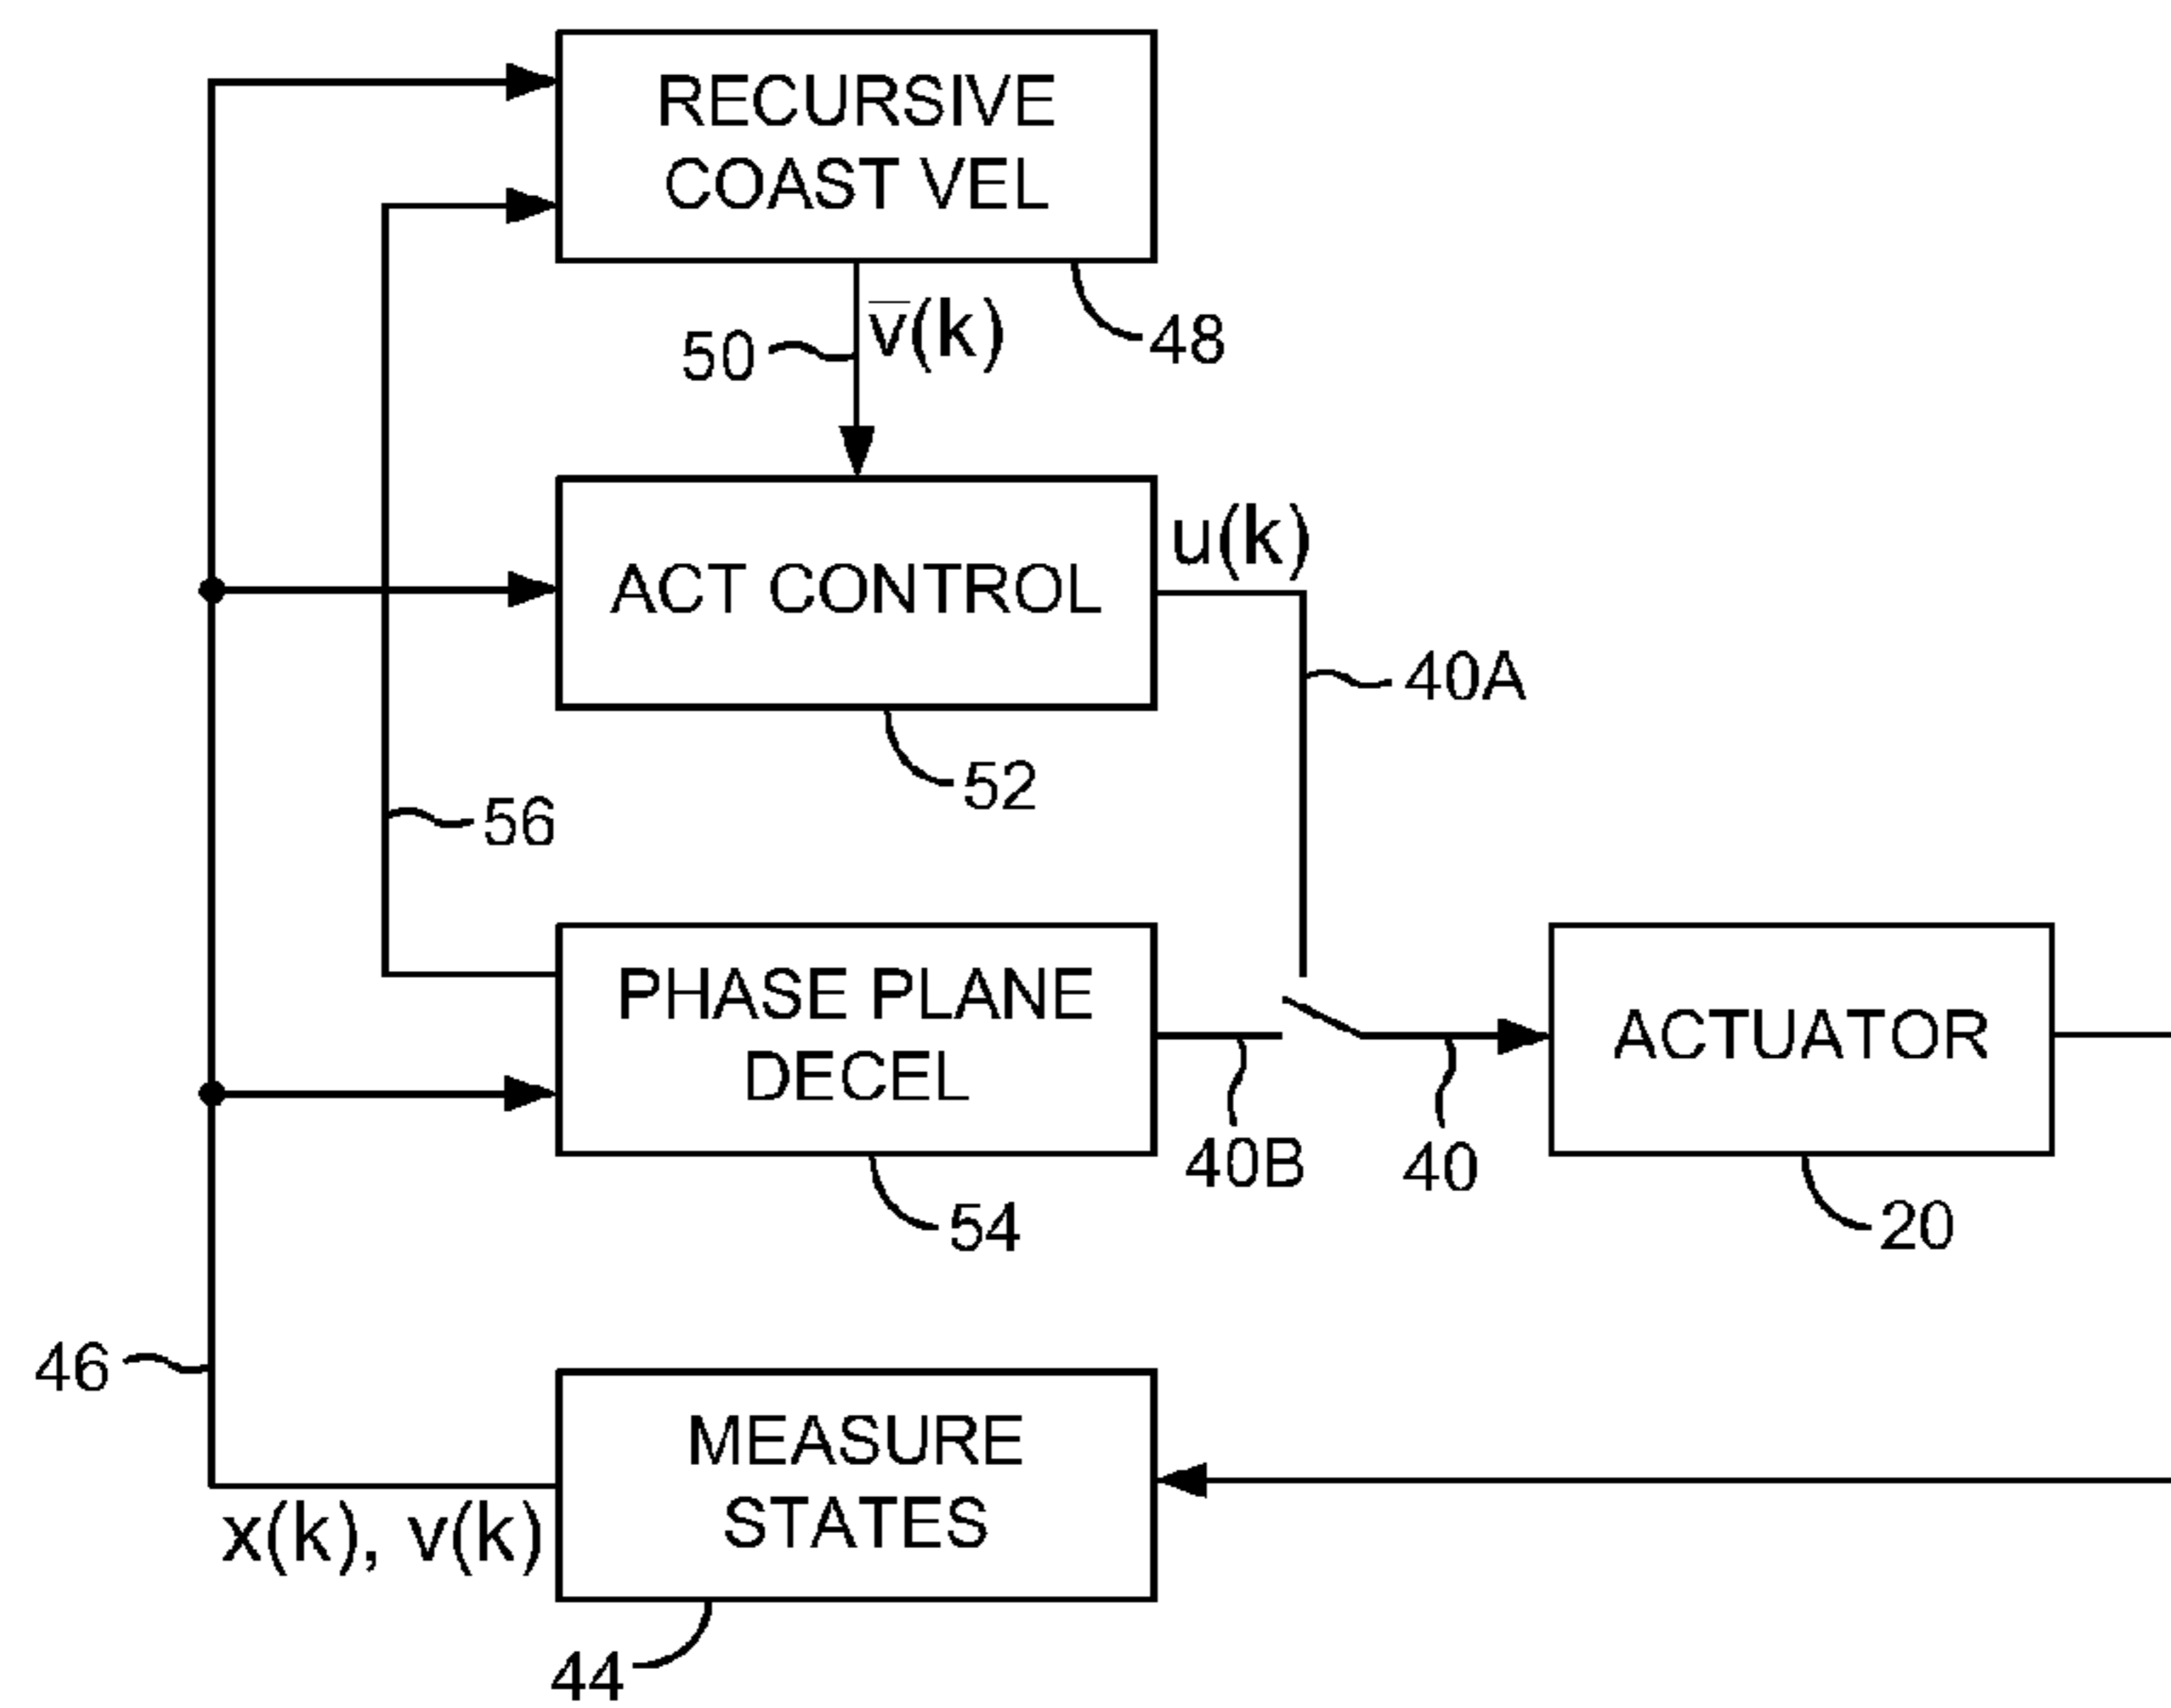 RECURSIVE
COAST VEL
50
v̅(k)
48
ACT CONTROL
u(k)
40A
52
56
PHASE PLANE
DECEL
ACTUATOR
40B
40
54
20
46
MEASURE
STATES
x(k), v(k)
44